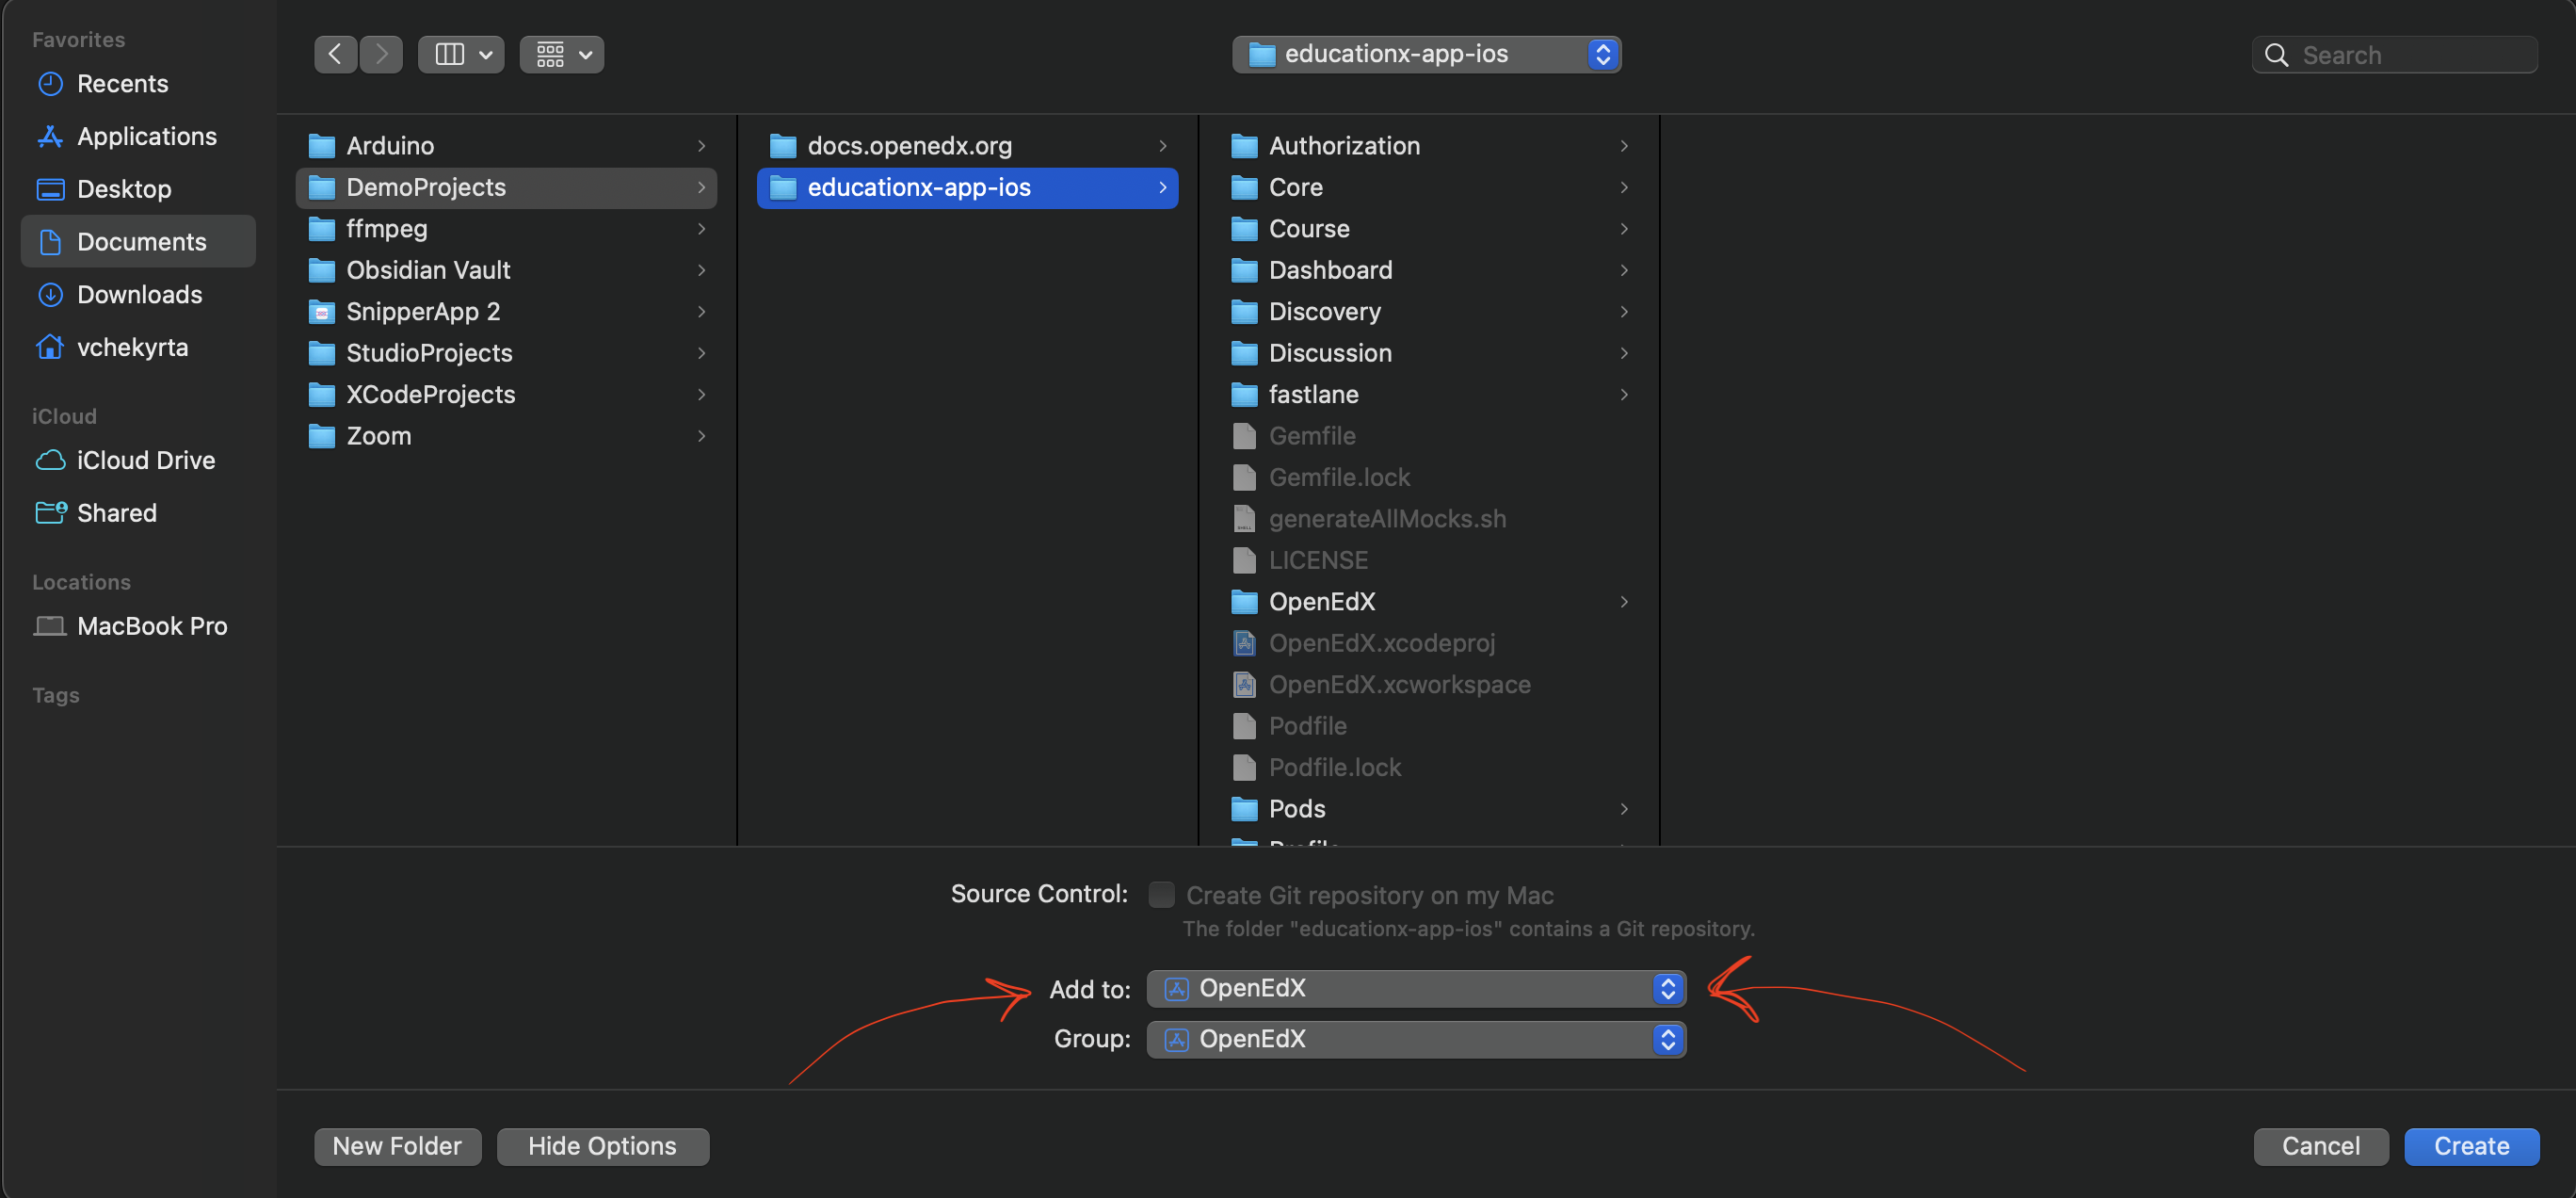 Favorites
Recents
Applications
Desktop
Documents
Downloads
vchekyrta
iCloud
iCloud Drive
Shared
Locations
MacBook Pro
Tags
educationx-app-ios
Search
Arduino
DemoProjects
ffmpeg
Obsidian Vault
SnipperApp 2
StudioProjects
XCodeProjects
Zoom
docs.openedx.org
educationx-app-ios
Authorization
Core
Course
Dashboard
Discovery
Discussion
fastlane
Gemfile
Gemfile.lock
generateAllMocks.sh
LICENSE
OpenEdX
OpenEdX.xcodeproj
OpenEdX.xcworkspace
Podfile
Podfile.lock
Pods
Source Control: Create Git repository on my Mac
The folder "educationx-app-ios" contains a Git repository.
Add to: OpenEdX
Group: OpenEdX
New Folder Hide Options Cancel Create